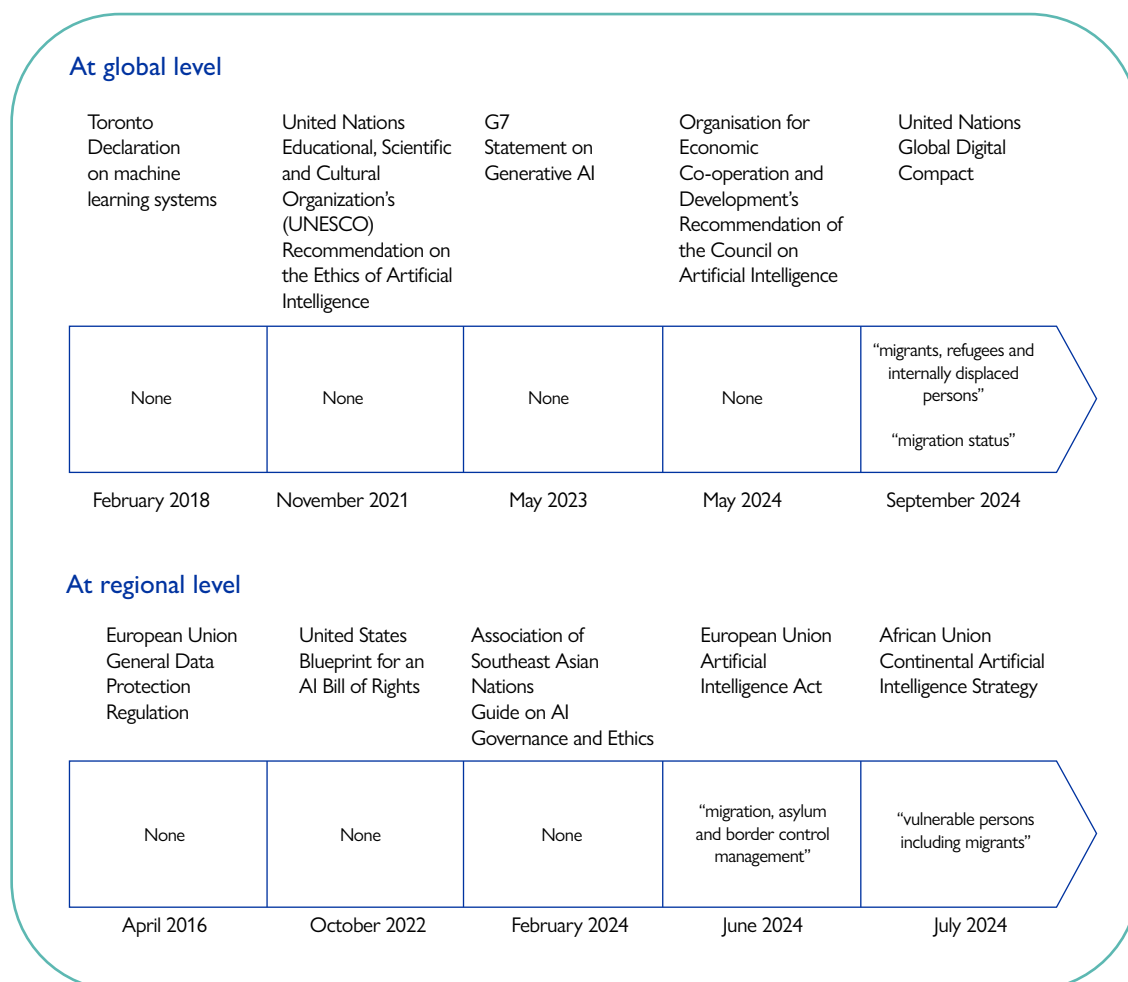 At global level
Toronto
Declaration
on machine
learning systems
United Nations
Educational, Scientific
and Cultural
Organization’s
(UNESCO)
Recommendation on
the Ethics of Artificial
Intelligence
G7
Statement on
Generative AI
Organisation for
Economic
Co-operation and
Development’s
Recommendation of
the Council on
Artificial Intelligence
United Nations
Global Digital
Compact
None
None
None
None
“migrants, refugees and
internally displaced
persons”
“migration status”
February 2018
November 2021
May 2023
May 2024
September 2024
At regional level
European Union
General Data
Protection
Regulation
United States
Blueprint for an
AI Bill of Rights
Association of
Southeast Asian
Nations
Guide on AI
Governance and Ethics
European Union
Artificial
Intelligence Act
African Union
Continental Artificial
Intelligence Strategy
None
None
None
“migration, asylum
and border control
management”
“vulnerable persons
including migrants”
April 2016
October 2022
February 2024
June 2024
July 2024